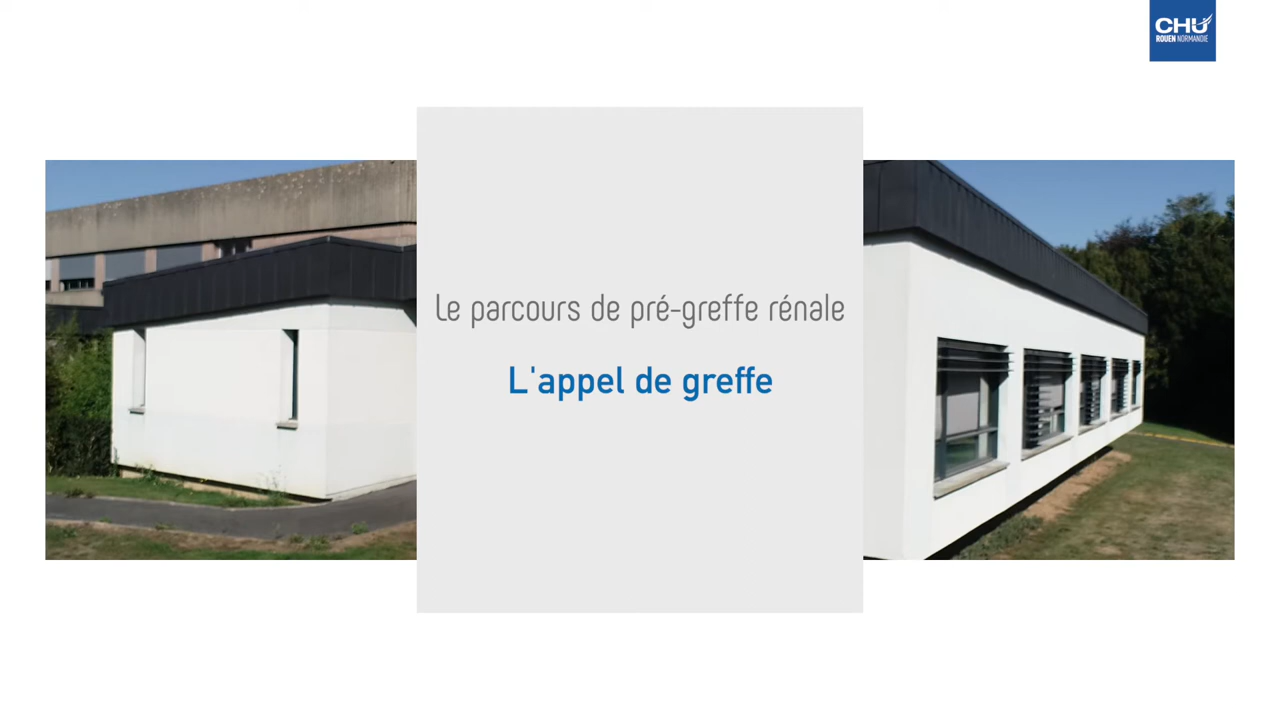 CHU
ROUEN NORMANDIE
Le parcours de pré-greffe rénale
L'appel de greffe